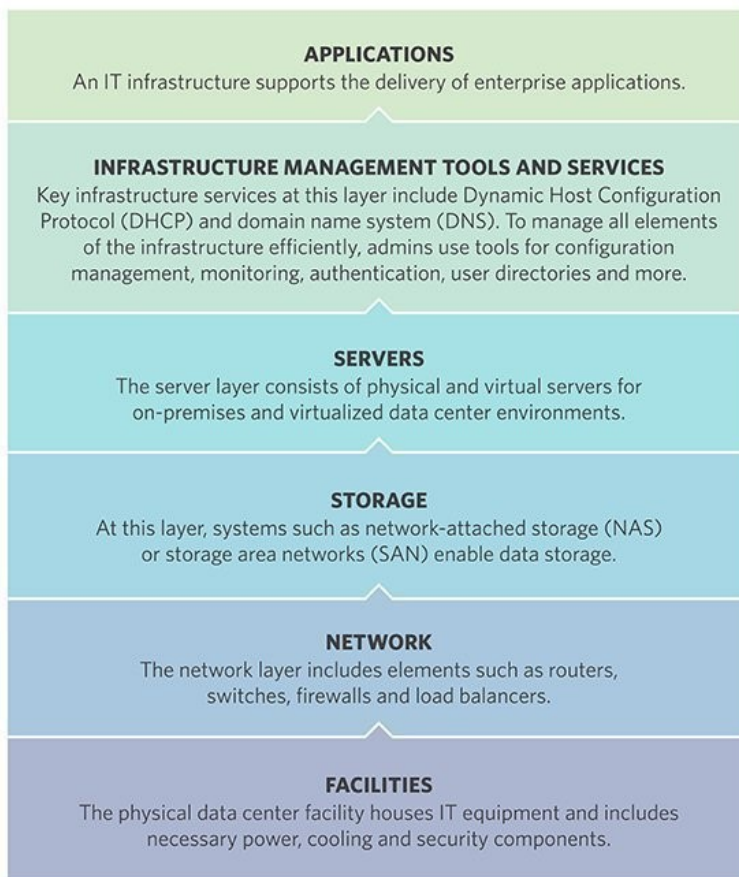 APPLICATIONS
An IT infrastructure supports the delivery of enterprise applications.
INFRASTRUCTURE MANAGEMENT TOOLS AND SERVICES
Key infrastructure services at this layer include Dynamic Host Configuration
Protocol (DHCP) and domain name system (DNS). To manage all elements
of the infrastructure efficiently, admins use tools for configuration
management, monitoring, authentication, user directories and more.
SERVERS
The server layer consists of physical and virtual servers for
on-premises and virtualized data center environments.
STORAGE
At this layer, systems such as network-attached storage (NAS)
or storage area networks (SAN) enable data storage.
NETWORK
The network layer includes elements such as routers,
switches, firewalls and load balancers.
FACILITIES
The physical data center facility houses IT equipment and includes
necessary power, cooling and security components.